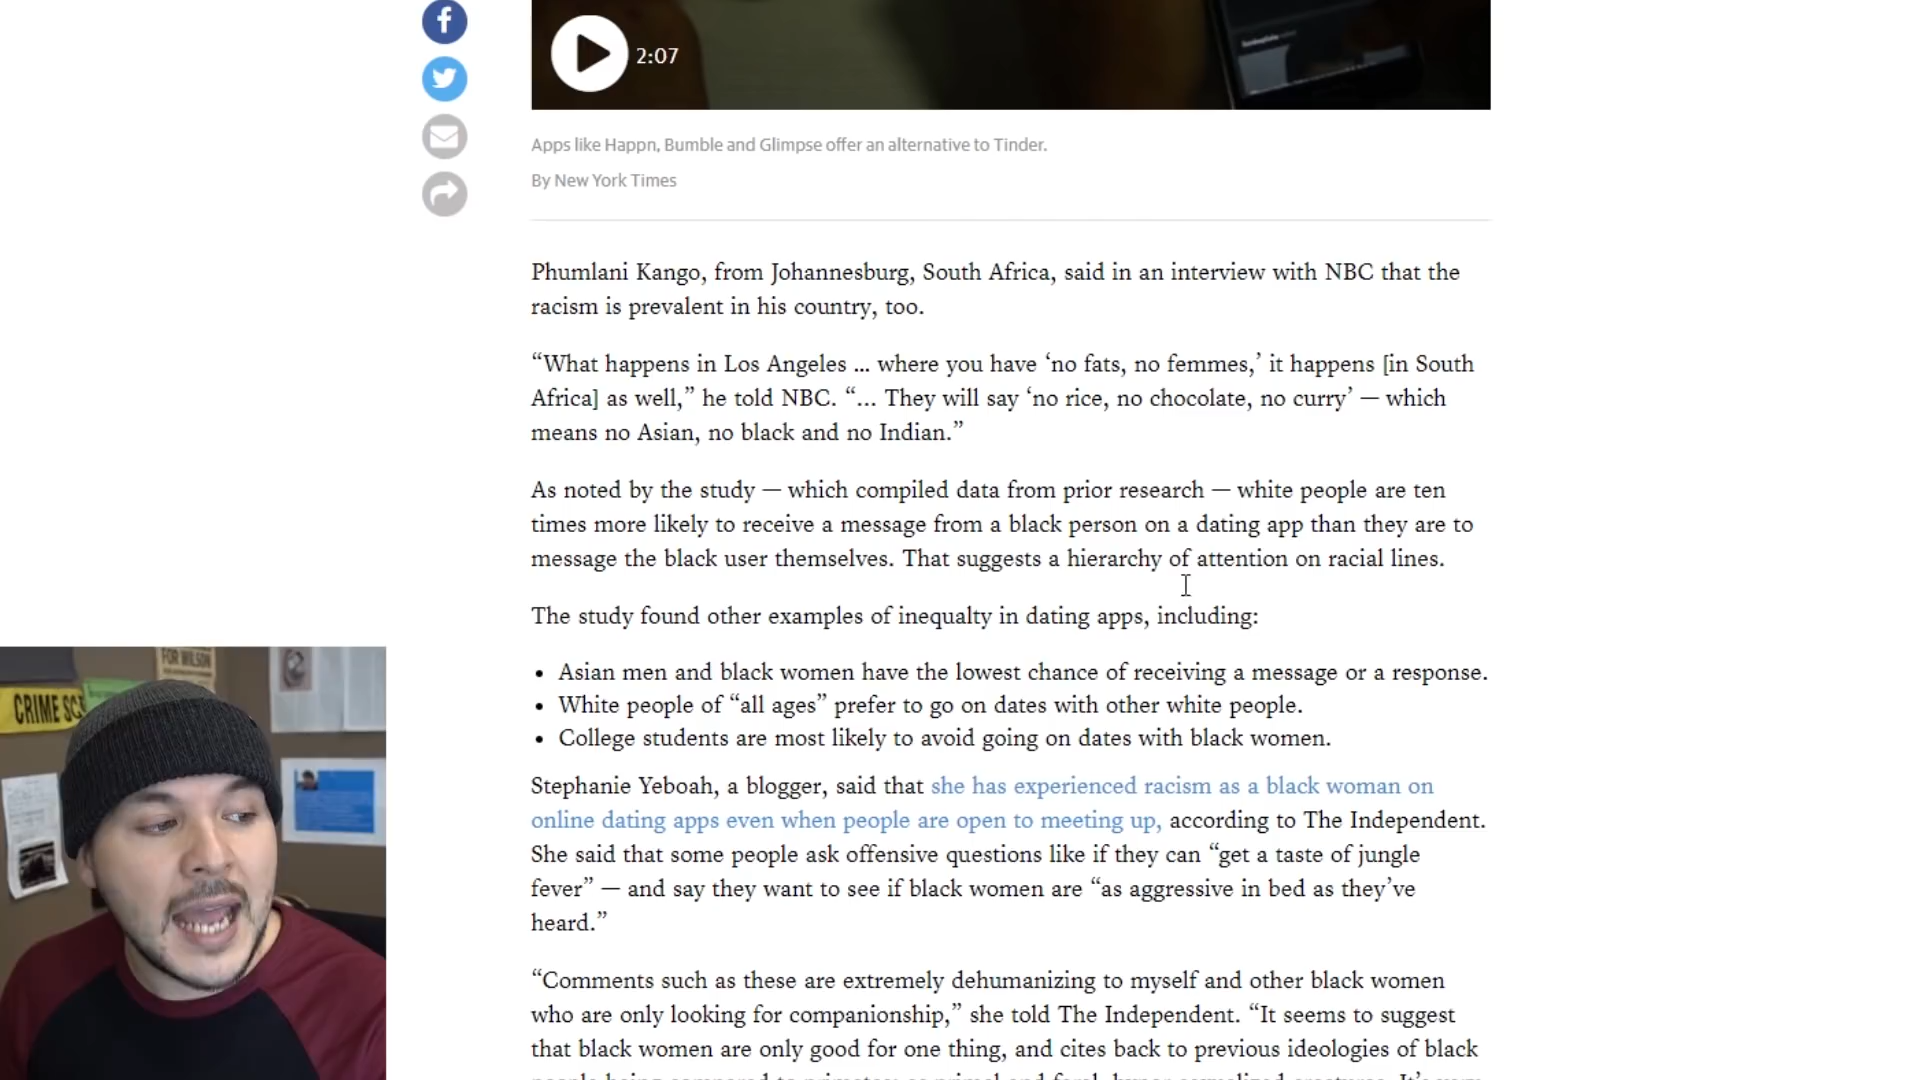 2:07
Apps like Happn, Bumble and Glimpse offer an alternative to Tinder.
By New York Times
Phumlani Kango, from Johannesburg, South Africa, said in an interview with NBC that the
racism is prevalent in his country, too.
“What happens in Los Angeles ... where you have ‘no fats, no femmes,’ it happens [in South
Africa] as well,” he told NBC. “... They will say ‘no rice, no chocolate, no curry’ — which
means no Asian, no black and no Indian.”
As noted by the study — which compiled data from prior research — white people are ten
times more likely to receive a message from a black person on a dating app than they are to
message the black user themselves. That suggests a hierarchy of attention on racial lines.
The study found other examples of inequalty in dating apps, including:
• Asian men and black women have the lowest chance of receiving a message or a response.
• White people of “all ages” prefer to go on dates with other white people.
• College students are most likely to avoid going on dates with black women.
Stephanie Yeboah, a blogger, said that she has experienced racism as a black woman on
online dating apps even when people are open to meeting up, according to The Independent.
She said that some people ask offensive questions like if they can “get a taste of jungle
fever” — and say they want to see if black women are “as aggressive in bed as they’ve
heard.”
“Comments such as these are extremely dehumanizing to myself and other black women
who are only looking for companionship,” she told The Independent. “It seems to suggest
that black women are only good for one thing, and cites back to previous ideologies of black
FOR WILSON
CRIME SC